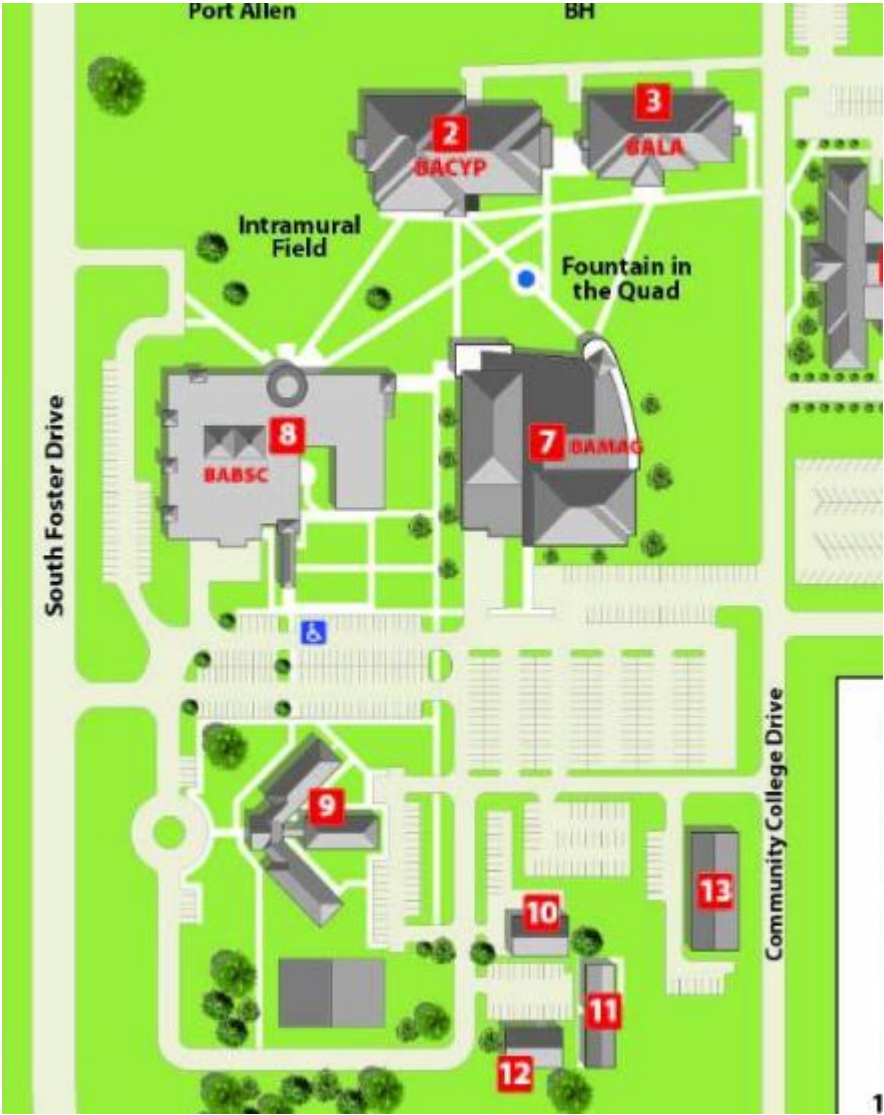 Port Allen
BH
3
2
BALA
BACYP
Intramural
Field
Fountain in
the Quad
South Foster Drive
8
BABSC
7
BAMAG
Community College Drive
9
13
10
11
12
1